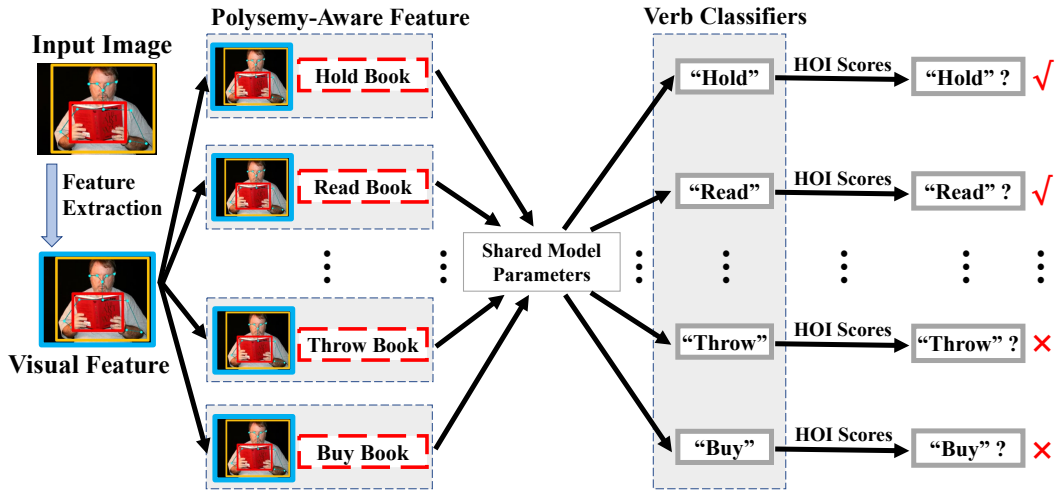 Polysemy-Aware Feature
Verb Classifiers
Input Image
Feature
Extraction
Visual Feature
Hold Book
Read Book
Throw Book
Buy Book
Shared Model
Parameters
“Hold”
HOI Scores
“Hold” ?
√
“Read”
HOI Scores
“Read” ?
√
“Throw”
HOI Scores
“Throw” ?
×
“Buy”
HOI Scores
“Buy” ?
×